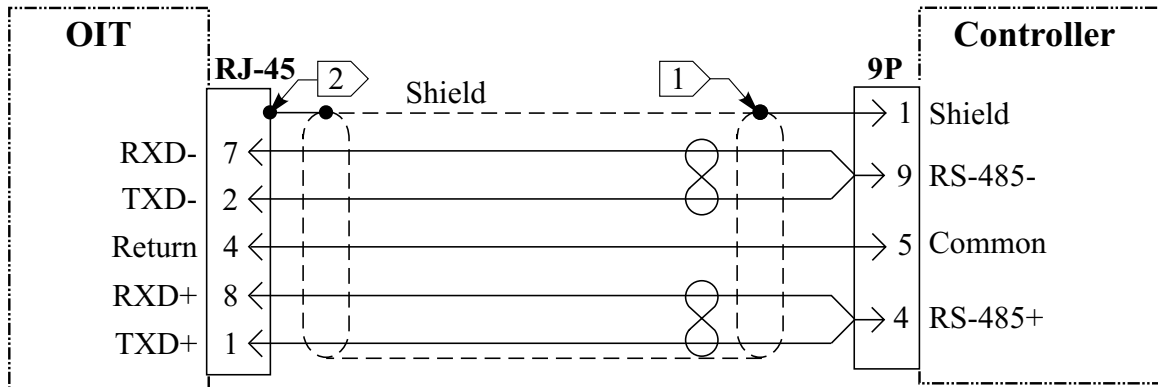 OIT
Controller
RJ-45
2
Shield
1
9P
1 Shield
RXD- 7
9 RS-485-
TXD- 2
Return 4
5 Common
RXD+ 8
4 RS-485+
TXD+ 1